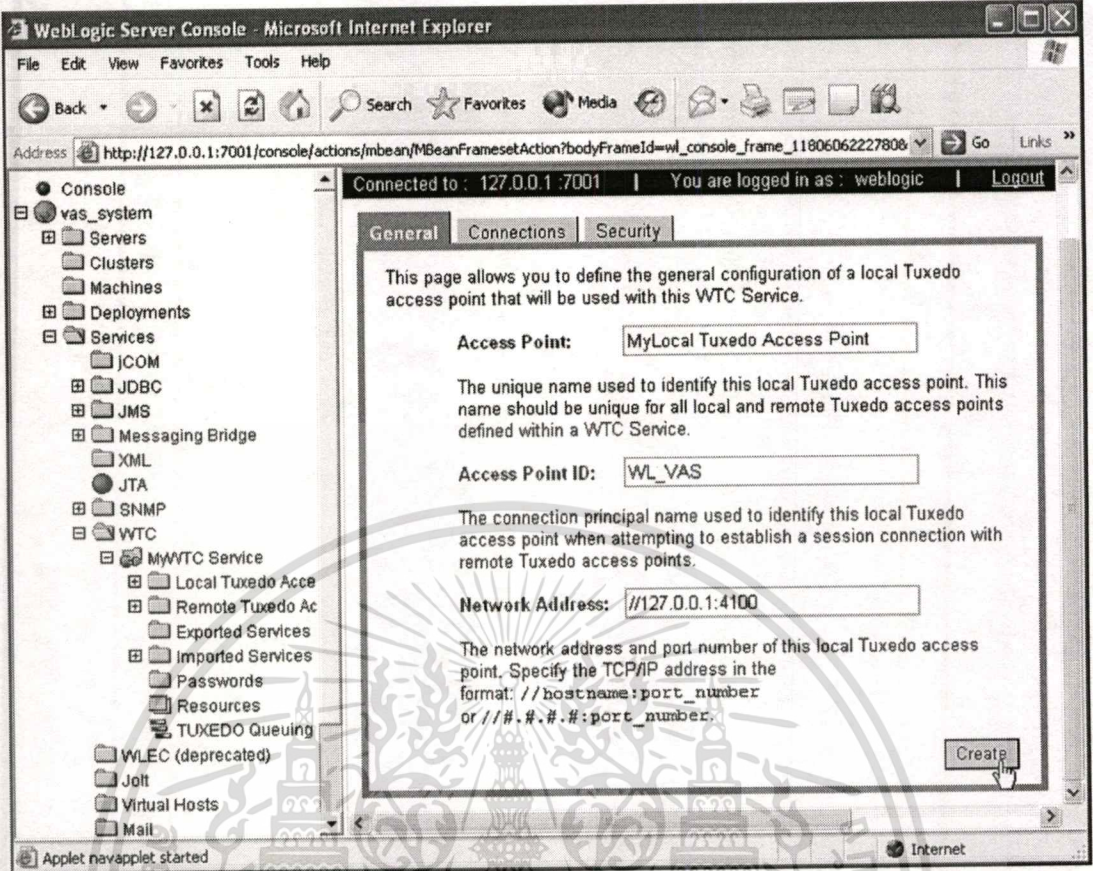 WebLogic Server Console - Microsoft Internet Explorer
File Edit View Favorites Tools Help
Back Search Favorites Media
Address http://127.0.0.1:7001/console/actions/mbean/MBeanFramesetAction?bodyFrameId=wl_console_frame_1180606222780& Go Links »
Console
vas_system
Servers
Clusters
Machines
Deployments
Services
jCOM
JDBC
JMS
Messaging Bridge
XML
JTA
SNMP
WTC
MyWTC Service
Local Tuxedo Acce
Remote Tuxedo Ac
Exported Services
Imported Services
Passwords
Resources
TUXEDO Queuing
WLEC (deprecated)
Jolt
Virtual Hosts
Mail
Connected to : 127.0.0.1 :7001 | You are logged in as : weblogic | Logout
General Connections Security
This page allows you to define the general configuration of a local Tuxedo
access point that will be used with this WTC Service.
Access Point: MyLocal Tuxedo Access Point
The unique name used to identify this local Tuxedo access point. This
name should be unique for all local and remote Tuxedo access points
defined within a WTC Service.
Access Point ID: WL_VAS
The connection principal name used to identify this local Tuxedo
access point when attempting to establish a session connection with
remote Tuxedo access points.
Network Address: //127.0.0.1:4100
The network address and port number of this local Tuxedo access
point. Specify the TCP/IP address in the
format: //hostname:port_number
or //#.#.#.#:port_number.
Create
Applet navapplet started Internet